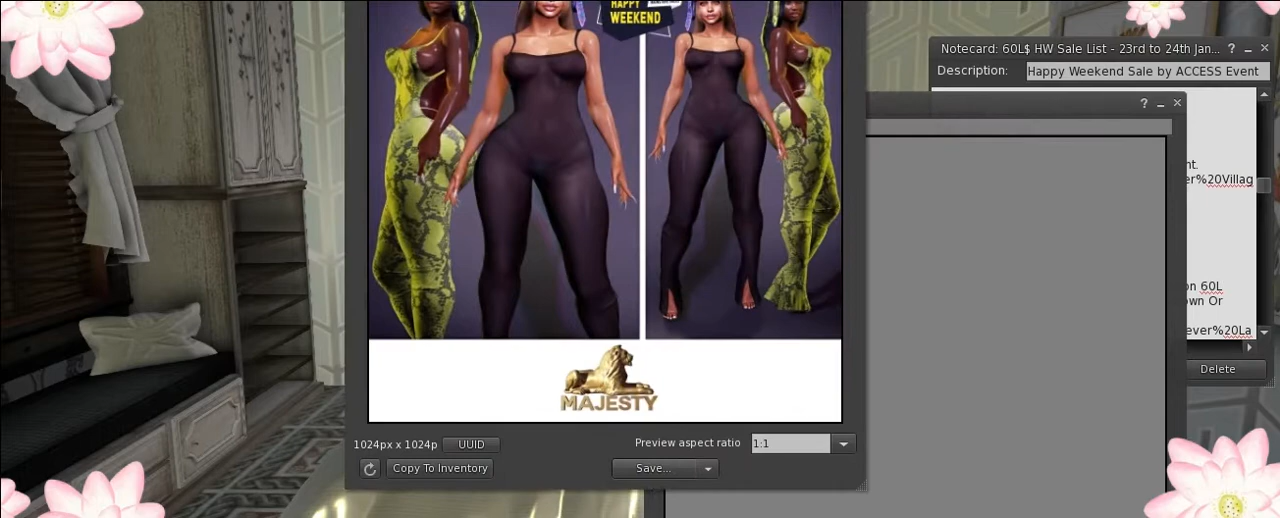 HAPPY
WEEKEND
Notecard: 60L$ HW Sale List - 23rd to 24th Jan...
Description:
Happy Weekend Sale by ACCESS Event
nt.
er%20Villag
on 60L
own Or
ever%20La
Delete
MAJESTY
1024px x 1024p
UUID
Preview aspect ratio
1:1
Copy To Inventory
Save...